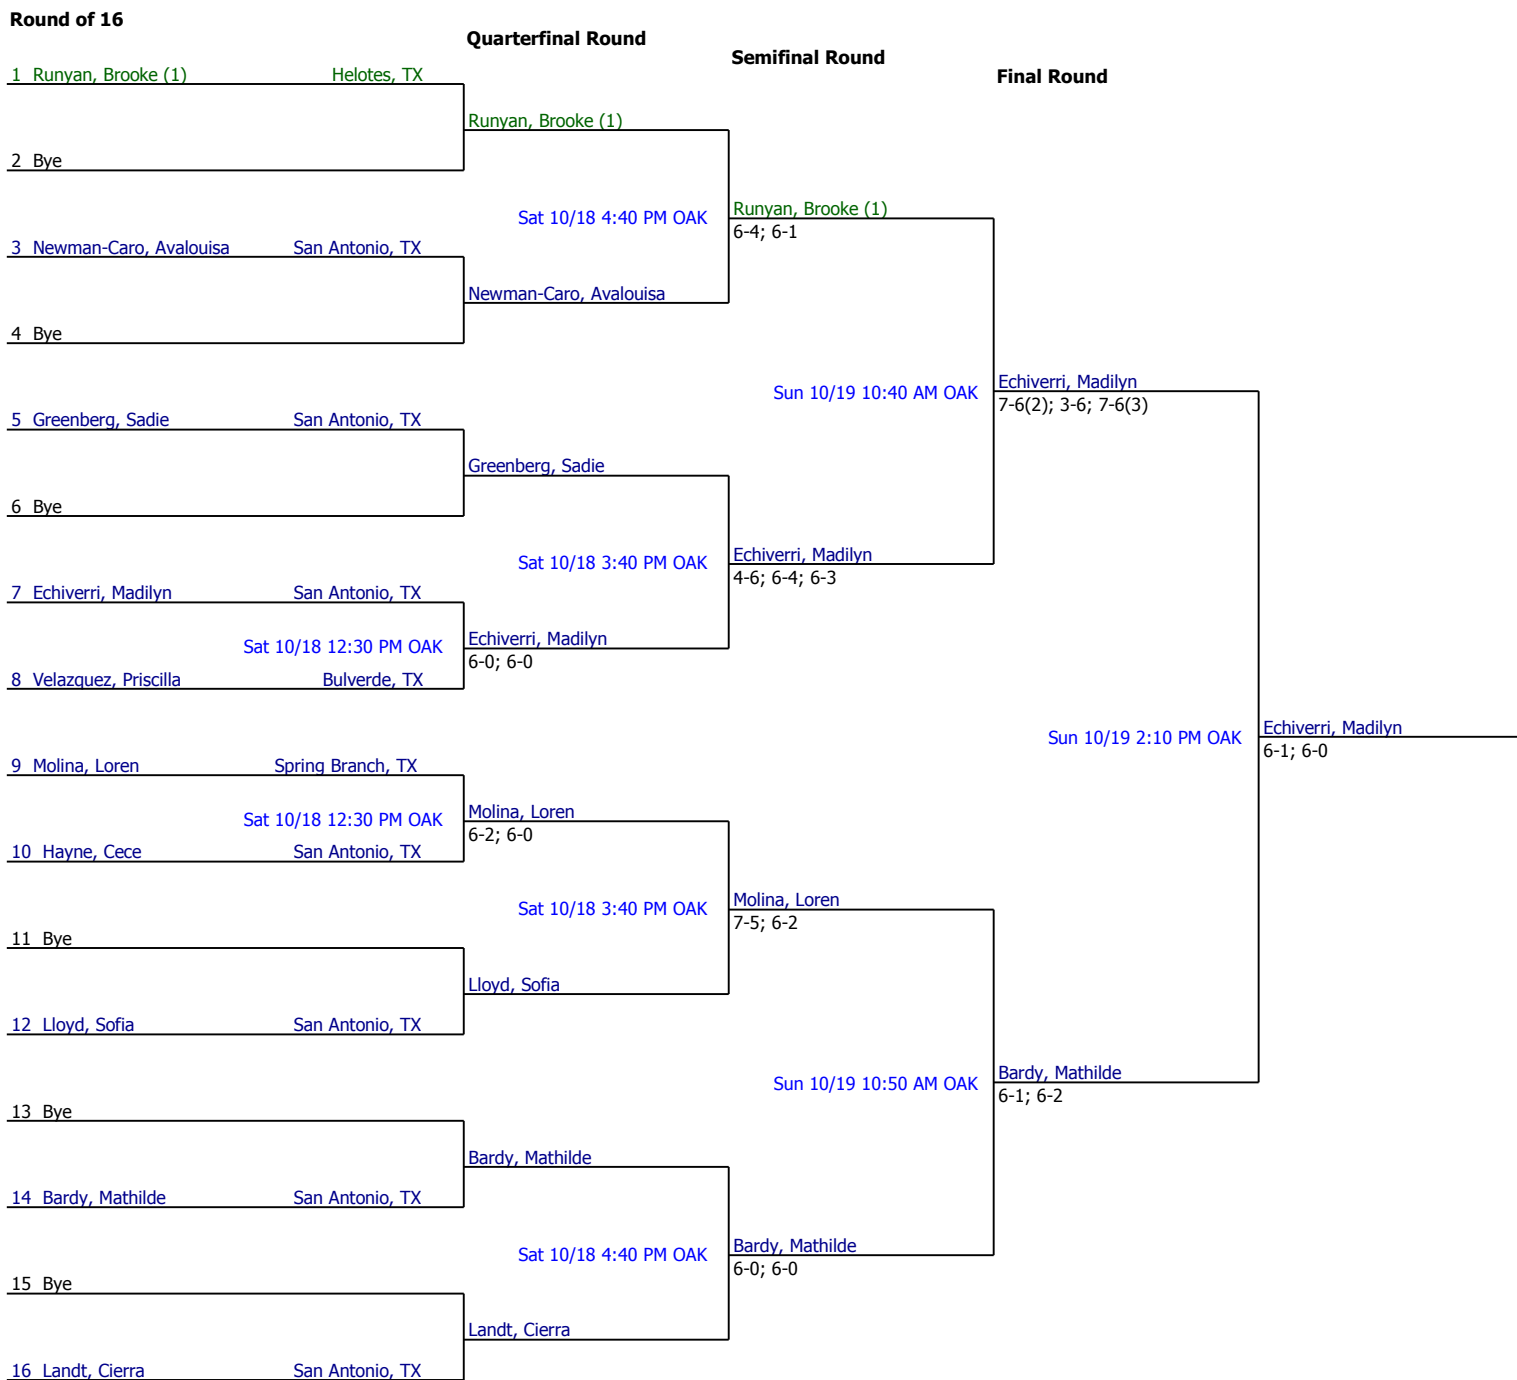 Round of 16
Quarterfinal Round
Semifinal Round
Final Round
1 Runyan, Brooke (1) Helotes, TX
Runyan, Brooke (1)
2 Bye
Sat 10/18 4:40 PM OAK
Runyan, Brooke (1)
6-4; 6-1
3 Newman-Caro, Avalouisa San Antonio, TX
Newman-Caro, Avalouisa
4 Bye
Sun 10/19 10:40 AM OAK
Echiverri, Madilyn
7-6(2); 3-6; 7-6(3)
5 Greenberg, Sadie San Antonio, TX
Greenberg, Sadie
6 Bye
Sat 10/18 3:40 PM OAK
Echiverri, Madilyn
4-6; 6-4; 6-3
7 Echiverri, Madilyn San Antonio, TX
Sat 10/18 12:30 PM OAK
Echiverri, Madilyn
6-0; 6-0
8 Velazquez, Priscilla Bulverde, TX
Sun 10/19 2:10 PM OAK
Echiverri, Madilyn
6-1; 6-0
9 Molina, Loren Spring Branch, TX
Sat 10/18 12:30 PM OAK
Molina, Loren
6-2; 6-0
10 Hayne, Cece San Antonio, TX
Sat 10/18 3:40 PM OAK
Molina, Loren
7-5; 6-2
11 Bye
Lloyd, Sofia
12 Lloyd, Sofia San Antonio, TX
Sun 10/19 10:50 AM OAK
Bardy, Mathilde
6-1; 6-2
13 Bye
Bardy, Mathilde
14 Bardy, Mathilde San Antonio, TX
Sat 10/18 4:40 PM OAK
Bardy, Mathilde
6-0; 6-0
15 Bye
Landt, Cierra
16 Landt, Cierra San Antonio, TX